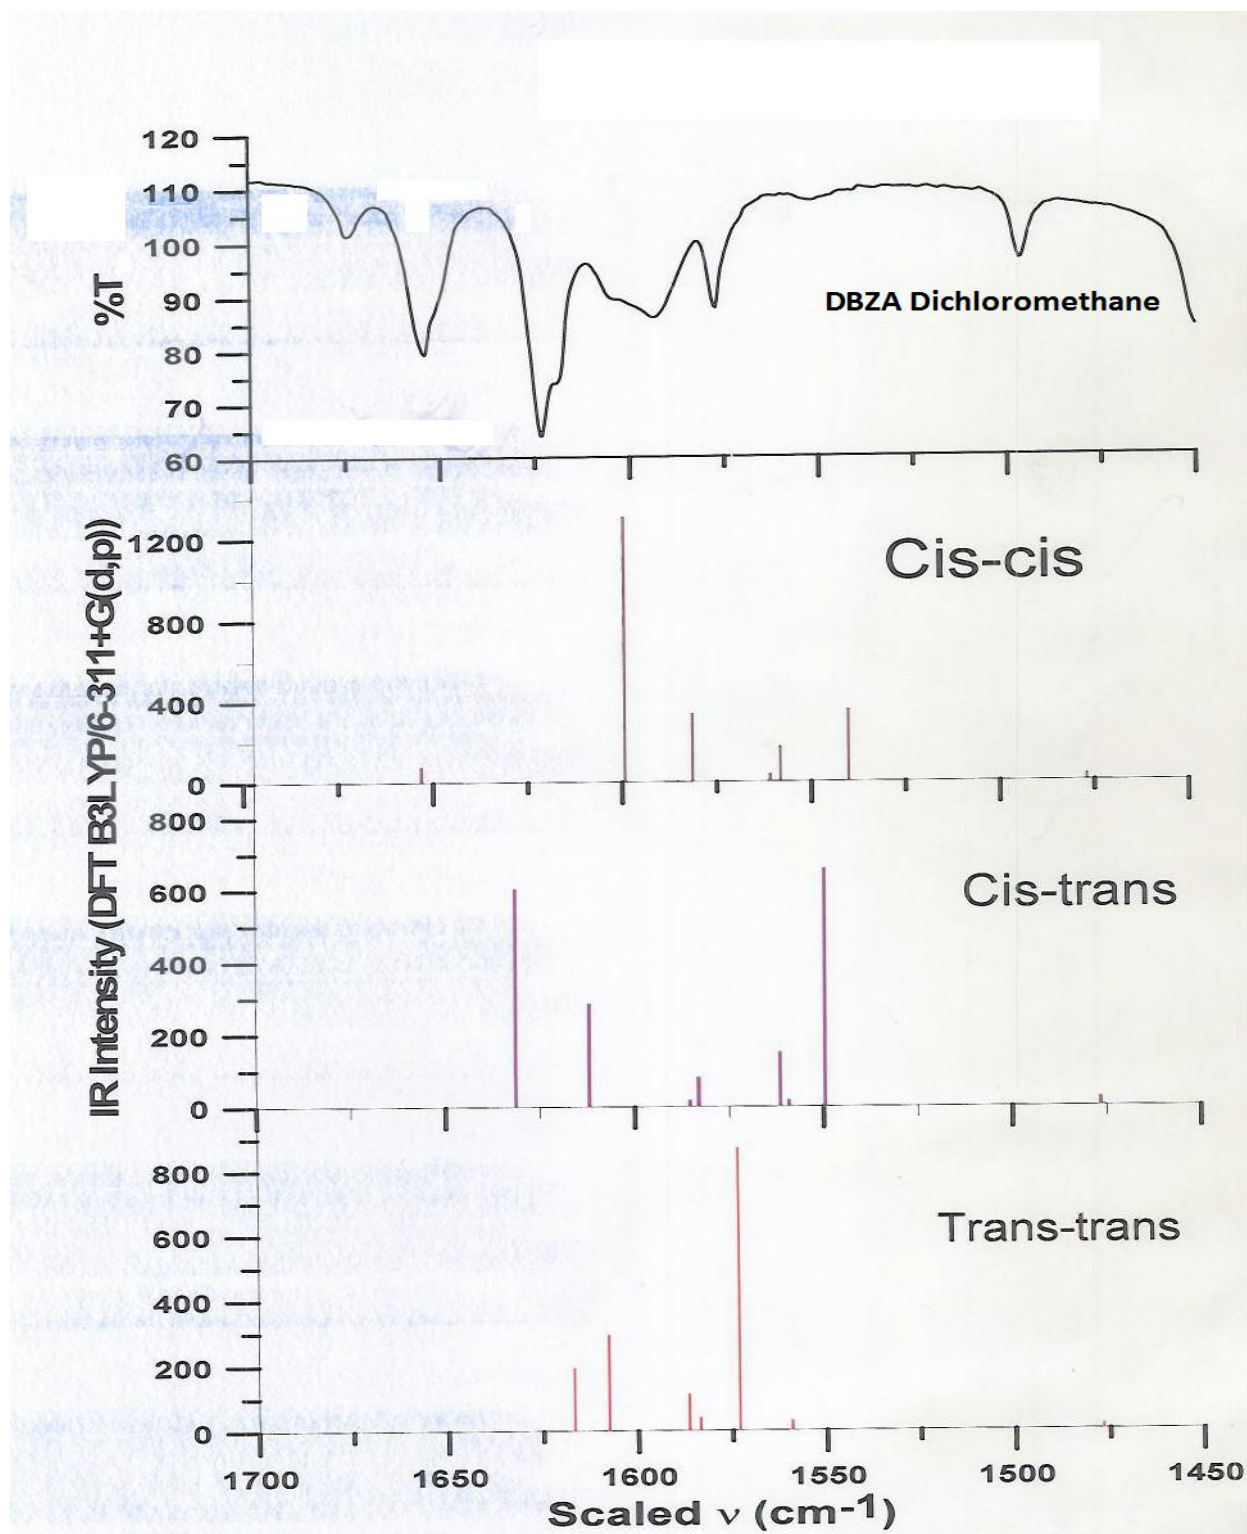 120
110
100
90
80
70
60
%T
DBZA Dichloromethane
IR Intensity (DFT B3LYP/6-311+G(d,p))
1200
800
400
0
Cis-cis
800
600
400
200
0
Cis-trans
800
600
400
200
0
Trans-trans
1700 1650 1600 1550 1500 1450
Scaled ν (cm-1)